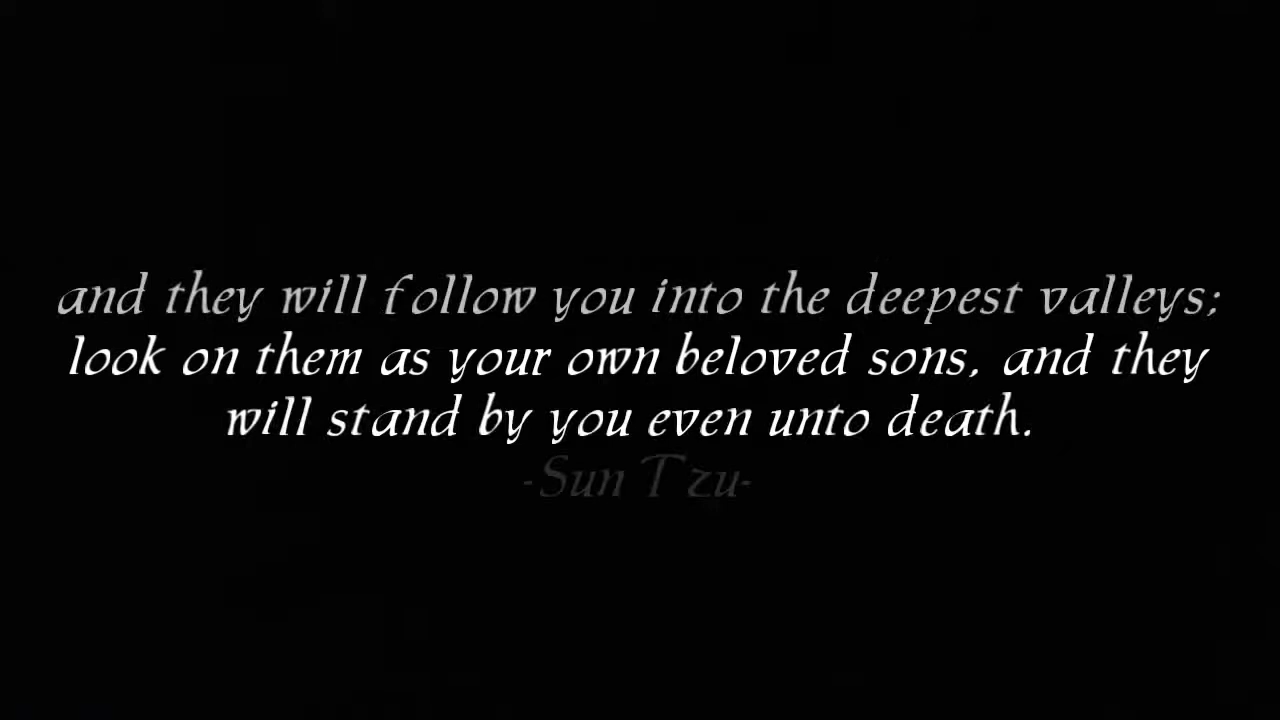 and they will follow you into the deepest valleys;
look on them as your own beloved sons, and they
will stand by you even unto death.
-Sun Tzu-